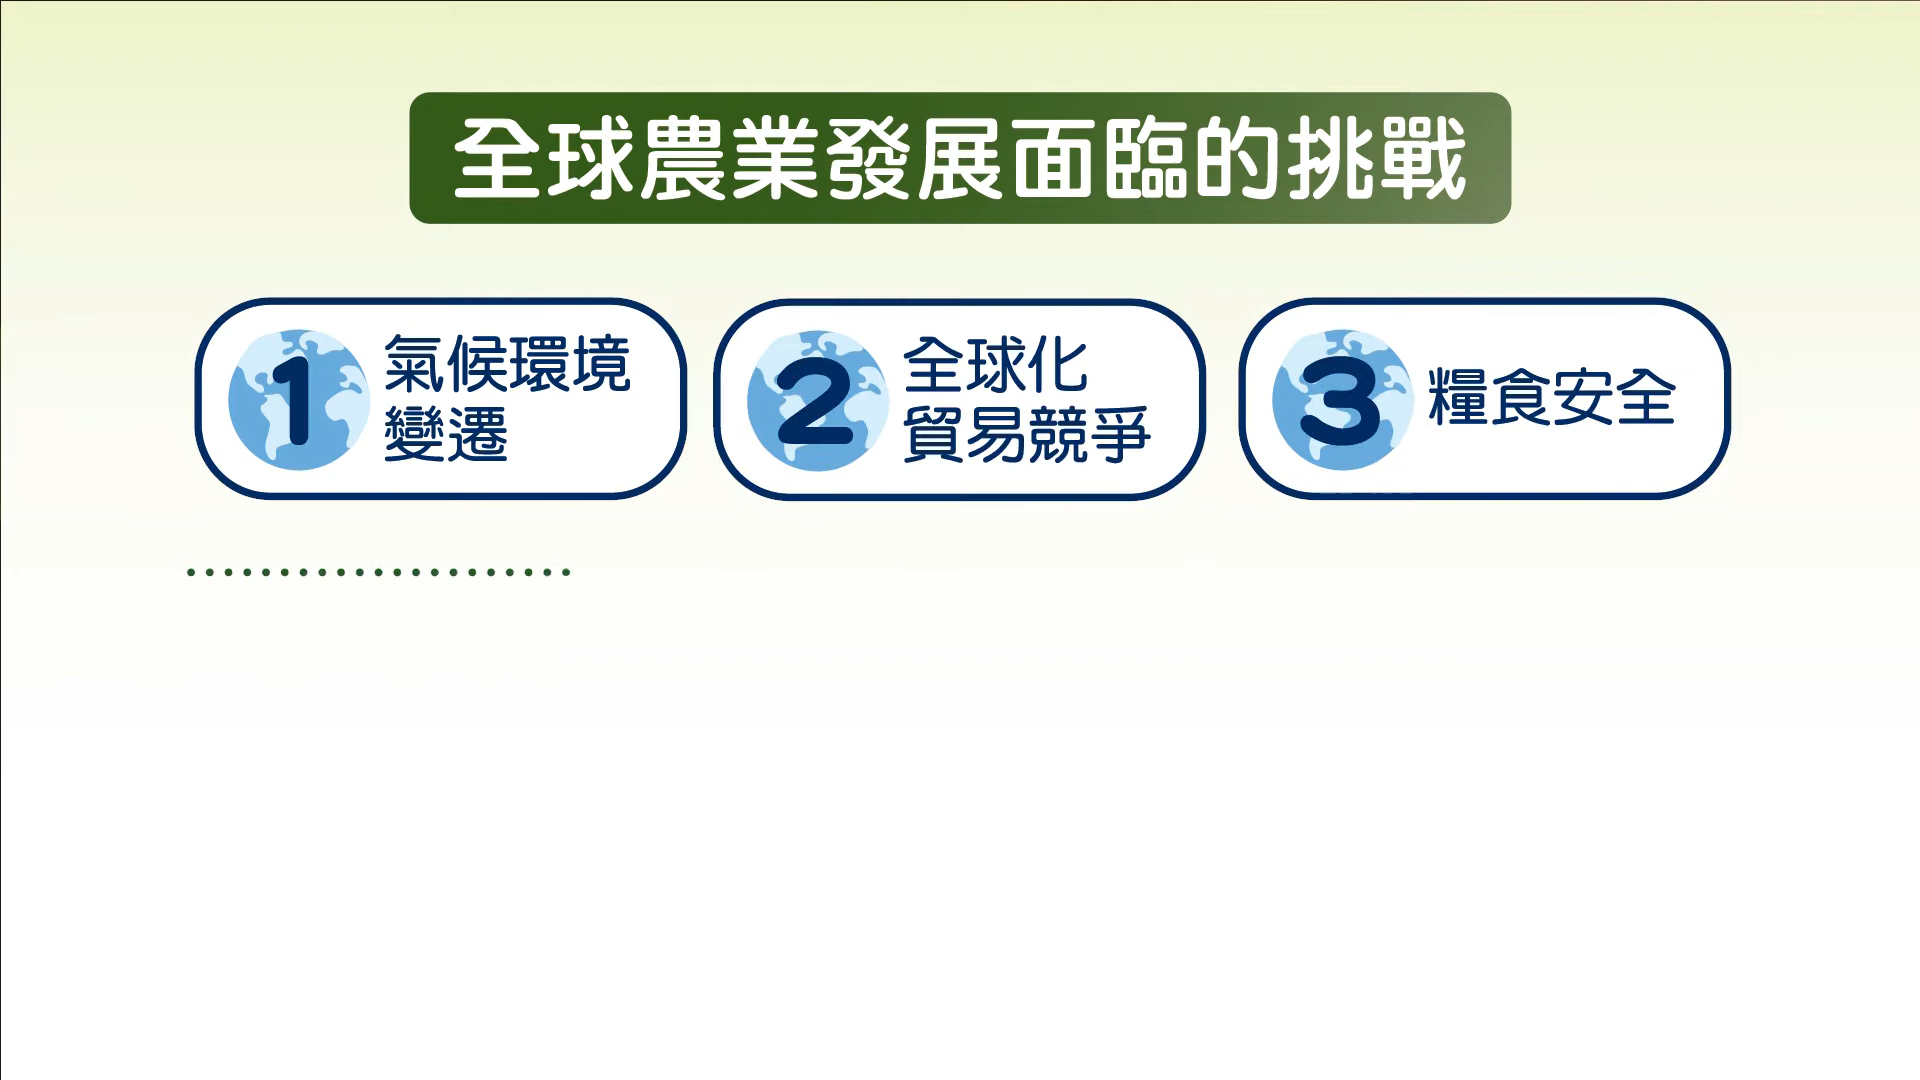 全球農業發展面臨的挑戰
1
氣候環境
變遷
2
全球化
貿易競爭
3
糧食安全